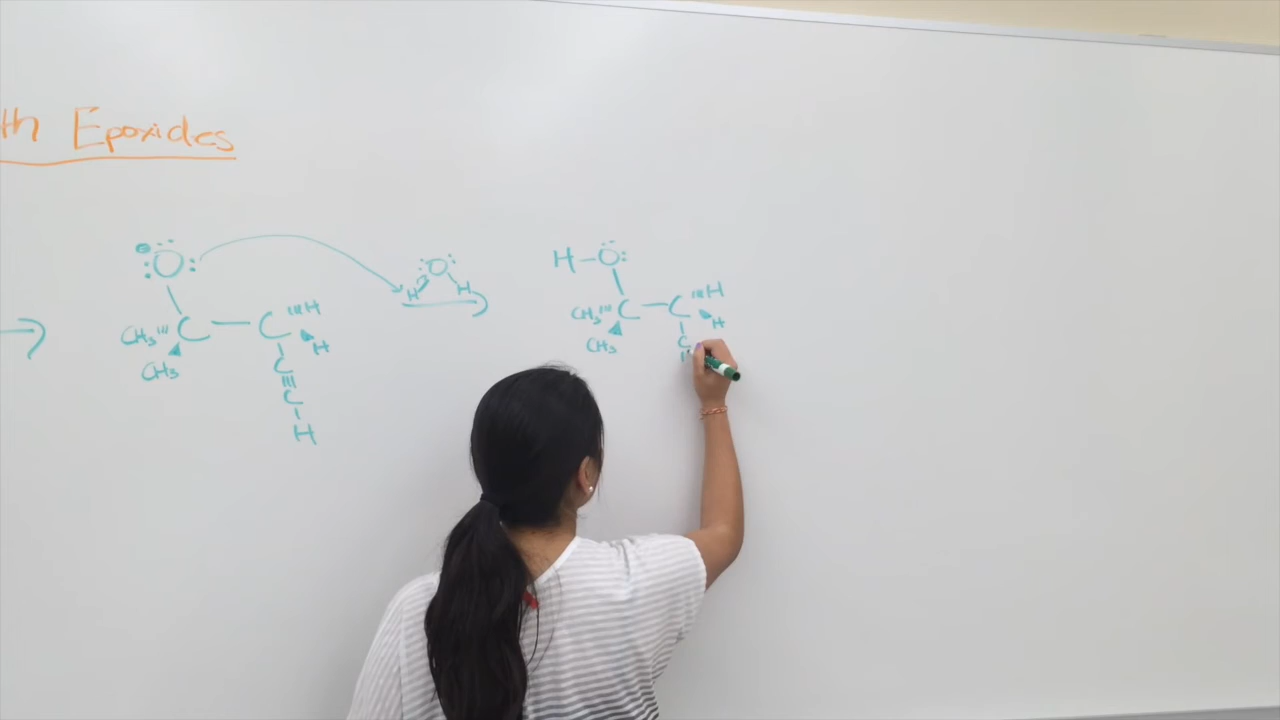 th Epoxides
⊖ :Ö: :Ö: H–Ö:
H H
CH₃ C — C H CH₃ C — C H
CH₃ H CH₃ H
C C
≡
C
H